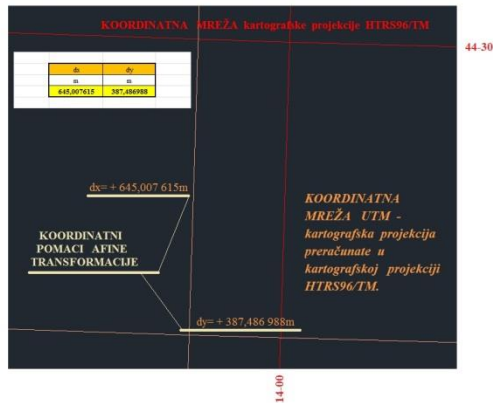 KOORDINATNA MREŽA kartografske projekcije HTRS96/TM
44-30
dx dy
m m
645,007615 387,486988
dx= + 645,007 615m
KOORDINATNI
POMACI AFINE
TRANSFORMACIJE
KOORDINATNA
MREŽA UTM -
kartografska projekcija
preračunate u
kartografskoj projekciji
HTRS96/TM.
dy= + 387,486 988m
14-00